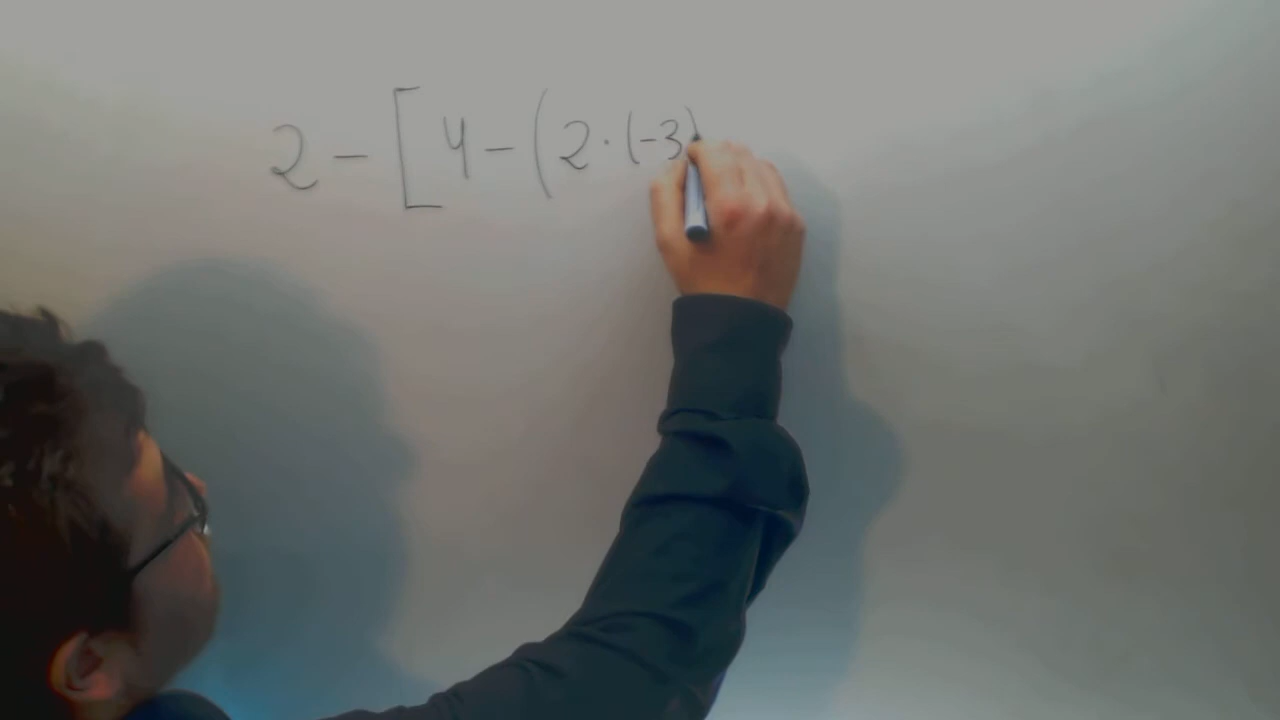 2 - [ 4 - ( 2 · (-3)